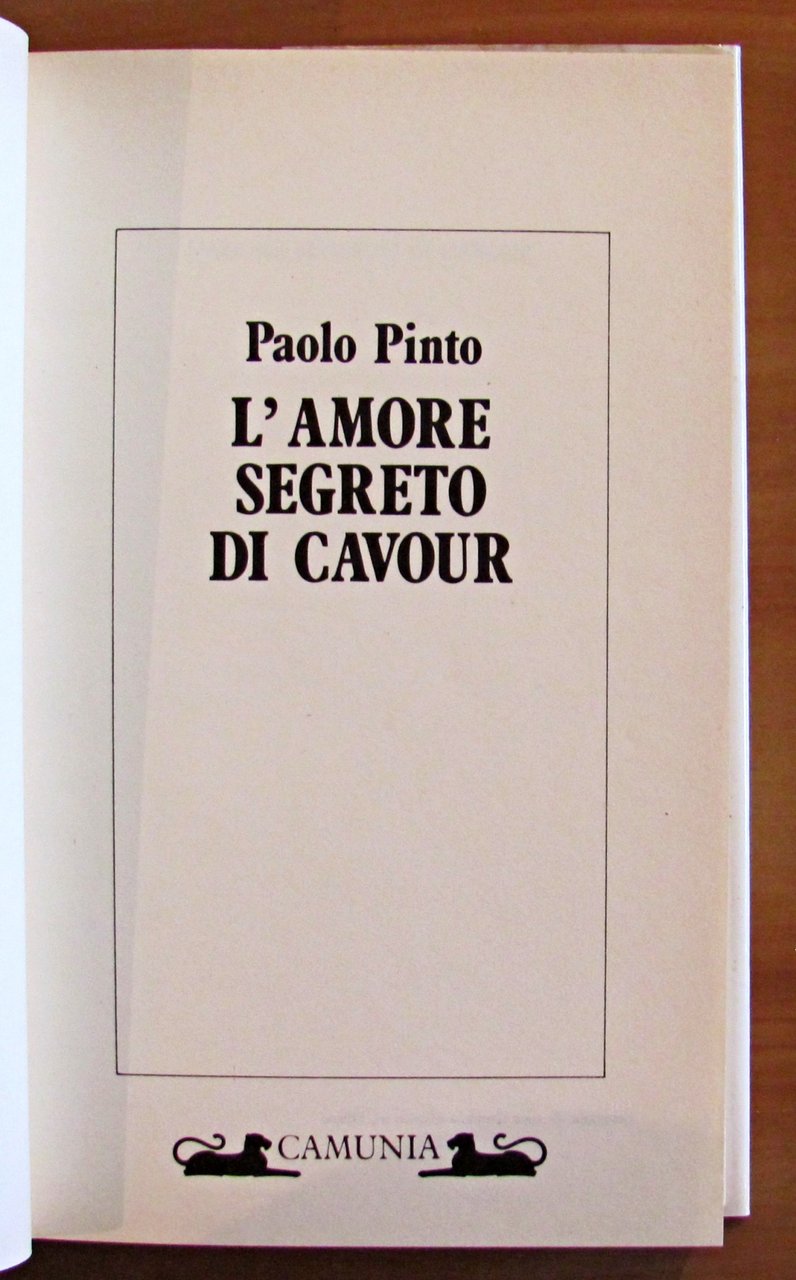 Paolo Pinto
L'AMORE
SEGRETO
DI CAVOUR
CAMUNIA